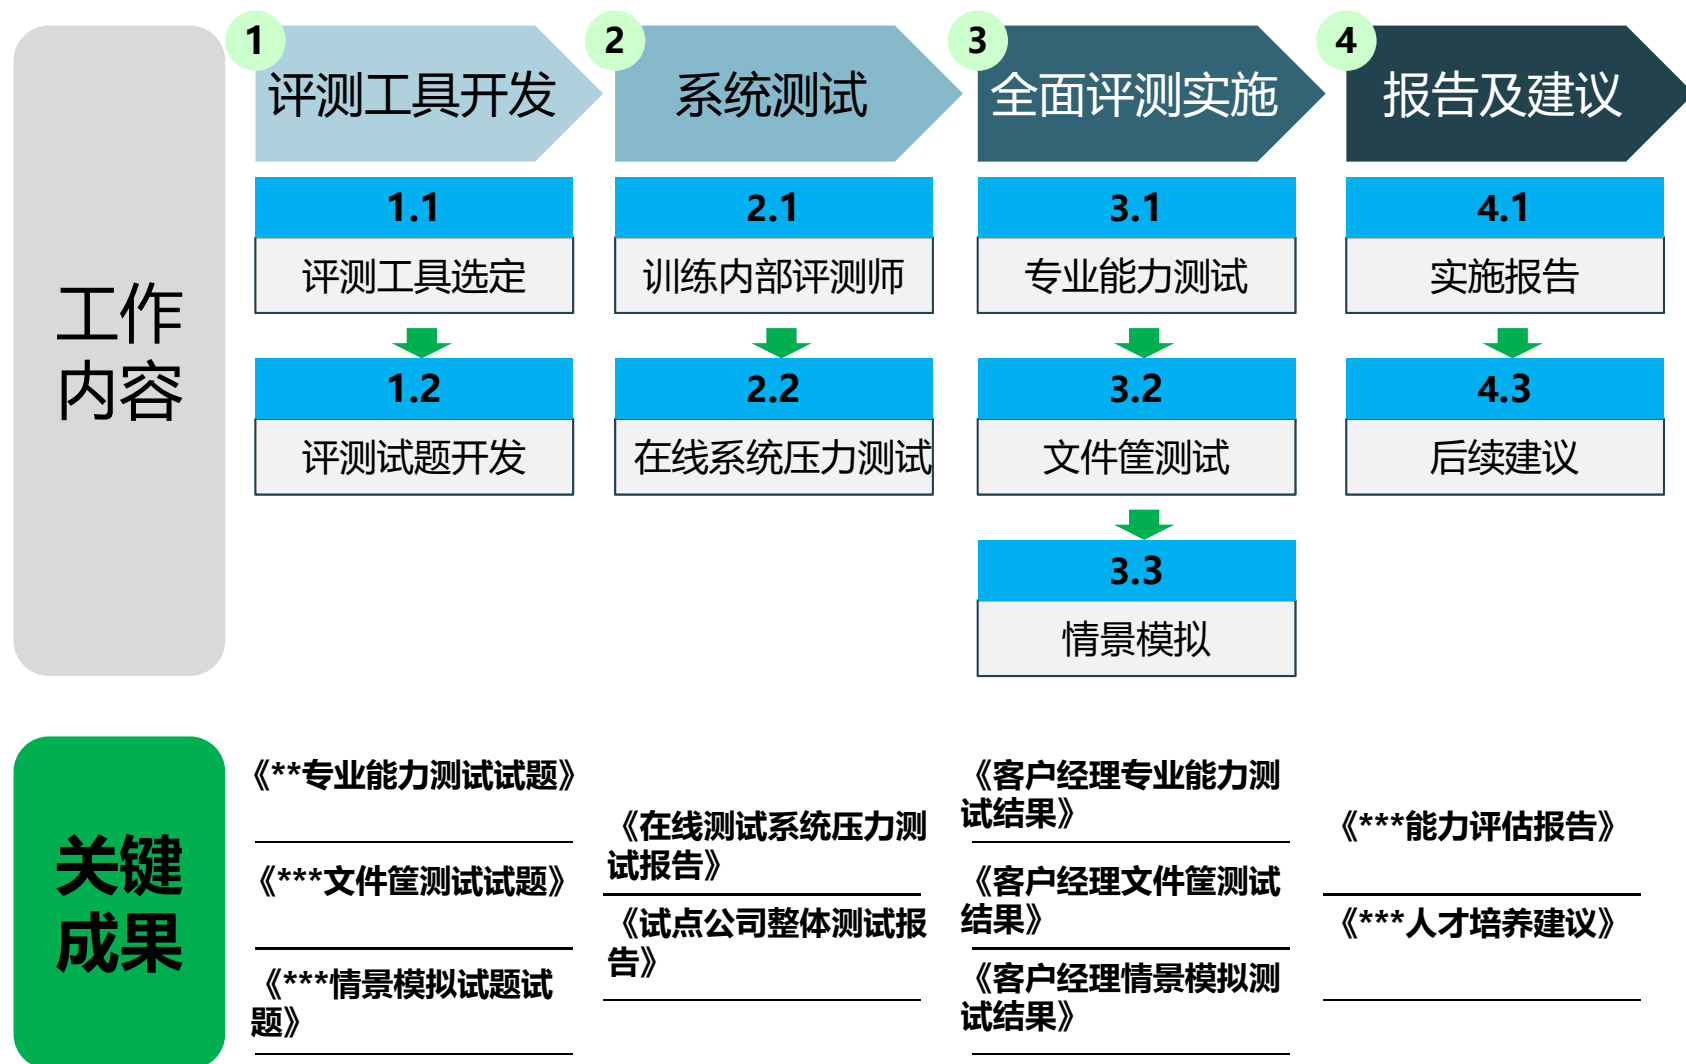 工作
内容
1
评测工具开发
2
系统测试
3
全面评测实施
4
报告及建议
1.1
评测工具选定
1.2
评测试题开发
2.1
训练内部评测师
2.2
在线系统压力测试
3.1
专业能力测试
3.2
文件筐测试
3.3
情景模拟
4.1
实施报告
4.3
后续建议
关键
成果
《**专业能力测试试题》
《***文件筐测试试题》
《***情景模拟试题试
题》
《在线测试系统压力测
试报告》
《试点公司整体测试报
告》
《客户经理专业能力测
试结果》
《客户经理文件筐测试
结果》
《客户经理情景模拟测
试结果》
《***能力评估报告》
《***人才培养建议》